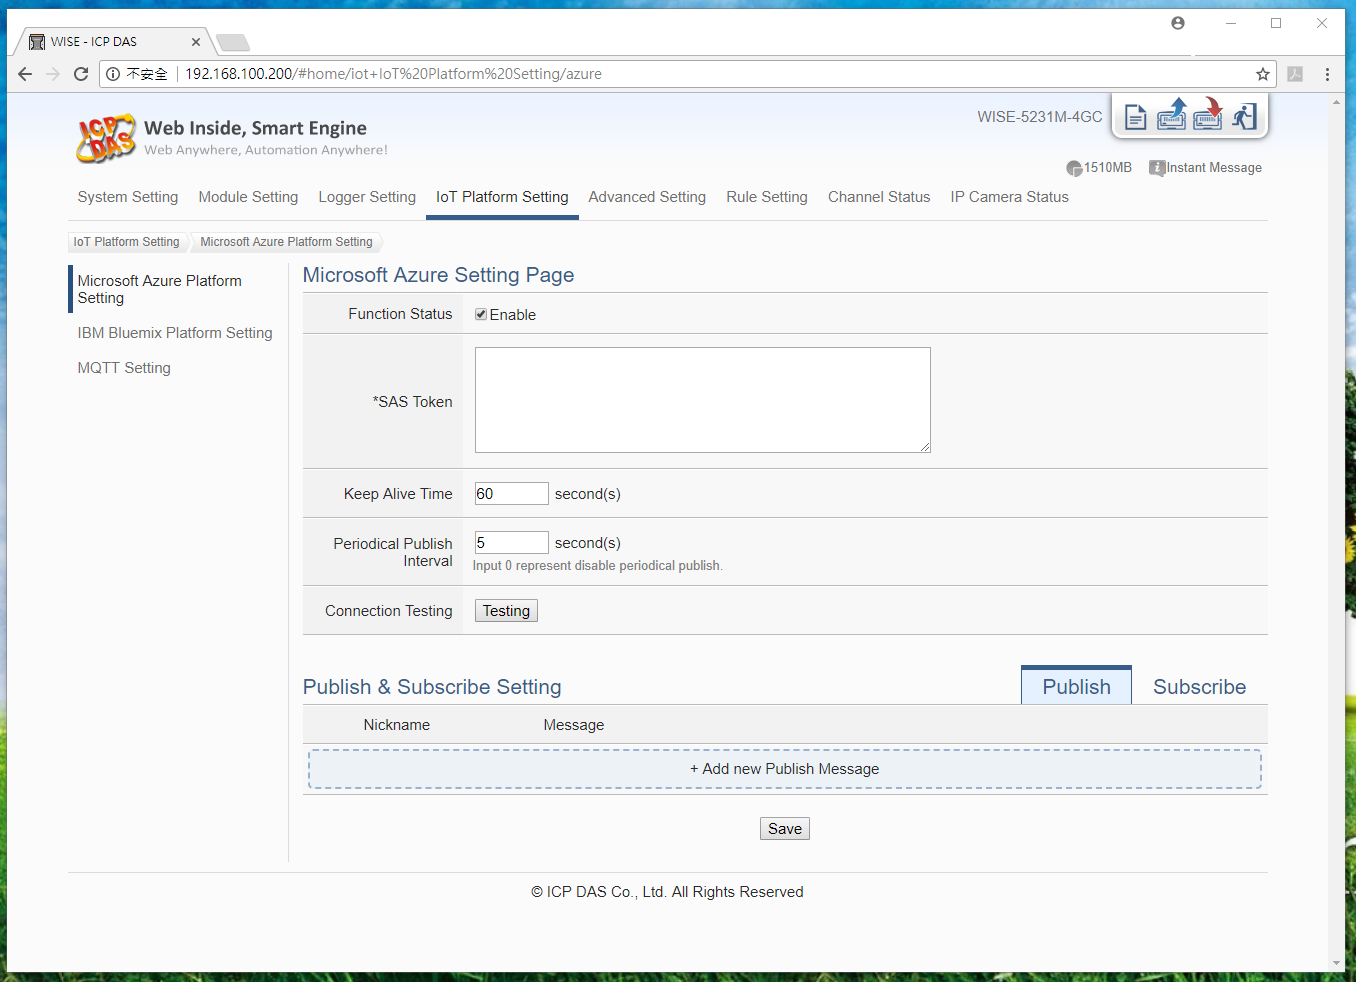 WISE - ICP DAS
不安全 192.168.100.200/#home/iot+IoT%20Platform%20Setting/azure
ICP DAS
Web Inside, Smart Engine
Web Anywhere, Automation Anywhere!
WISE-5231M-4GC
1510MB Instant Message
System Setting Module Setting Logger Setting IoT Platform Setting Advanced Setting Rule Setting Channel Status IP Camera Status
IoT Platform Setting Microsoft Azure Platform Setting
Microsoft Azure Platform
Setting
IBM Bluemix Platform Setting
MQTT Setting
Microsoft Azure Setting Page
Function Status Enable
*SAS Token
Keep Alive Time 60 second(s)
Periodical Publish
Interval
5 second(s)
Input 0 represent disable periodical publish.
Connection Testing Testing
Publish & Subscribe Setting Publish Subscribe
Nickname Message
+ Add new Publish Message
Save
© ICP DAS Co., Ltd. All Rights Reserved